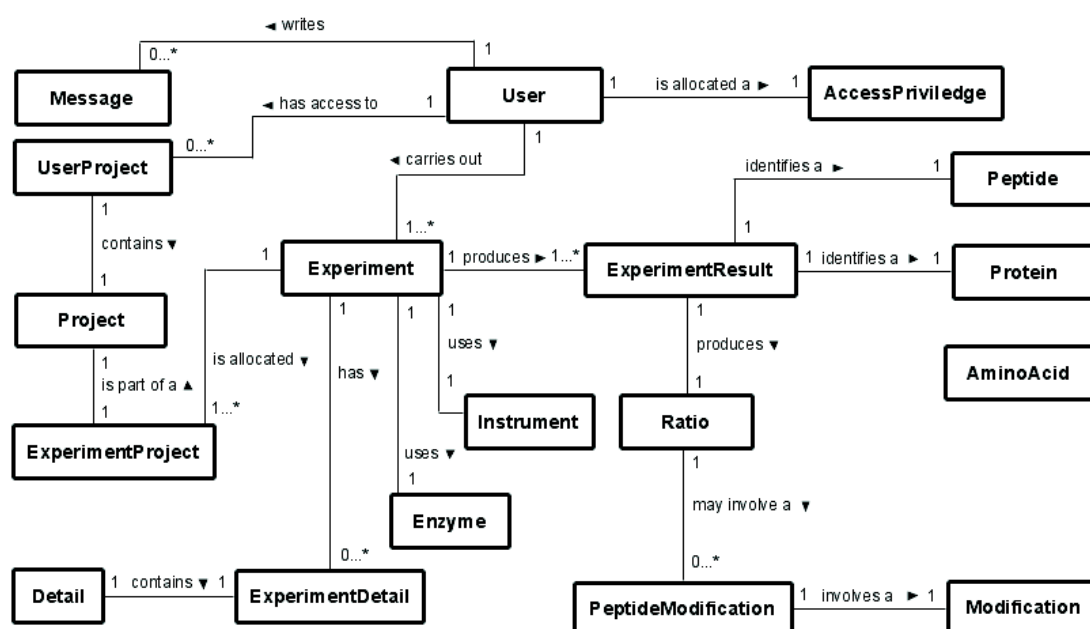 ◄ writes
0...*
1
Message
User
1
is allocated a ►
1
AccessPriviledge
◄ has access to
1
0...*
UserProject
1
◄ carries out
1...*
identifies a ►
1
Peptide
1
1
contains ▼
1
Experiment
1
1
produces ►
1...*
ExperimentResult
1
identifies a ►
1
Protein
Project
1
is part of a ▲
1
is allocated ▼
1...*
ExperimentProject
1
has ▼
0...*
1
uses ▼
1
Enzyme
1
uses ▼
1
Instrument
1
produces ▼
1
Ratio
AminoAcid
1
may involve a ▼
0...*
Detail
1
contains ▼
1
ExperimentDetail
PeptideModification
1
involves a ►
1
Modification